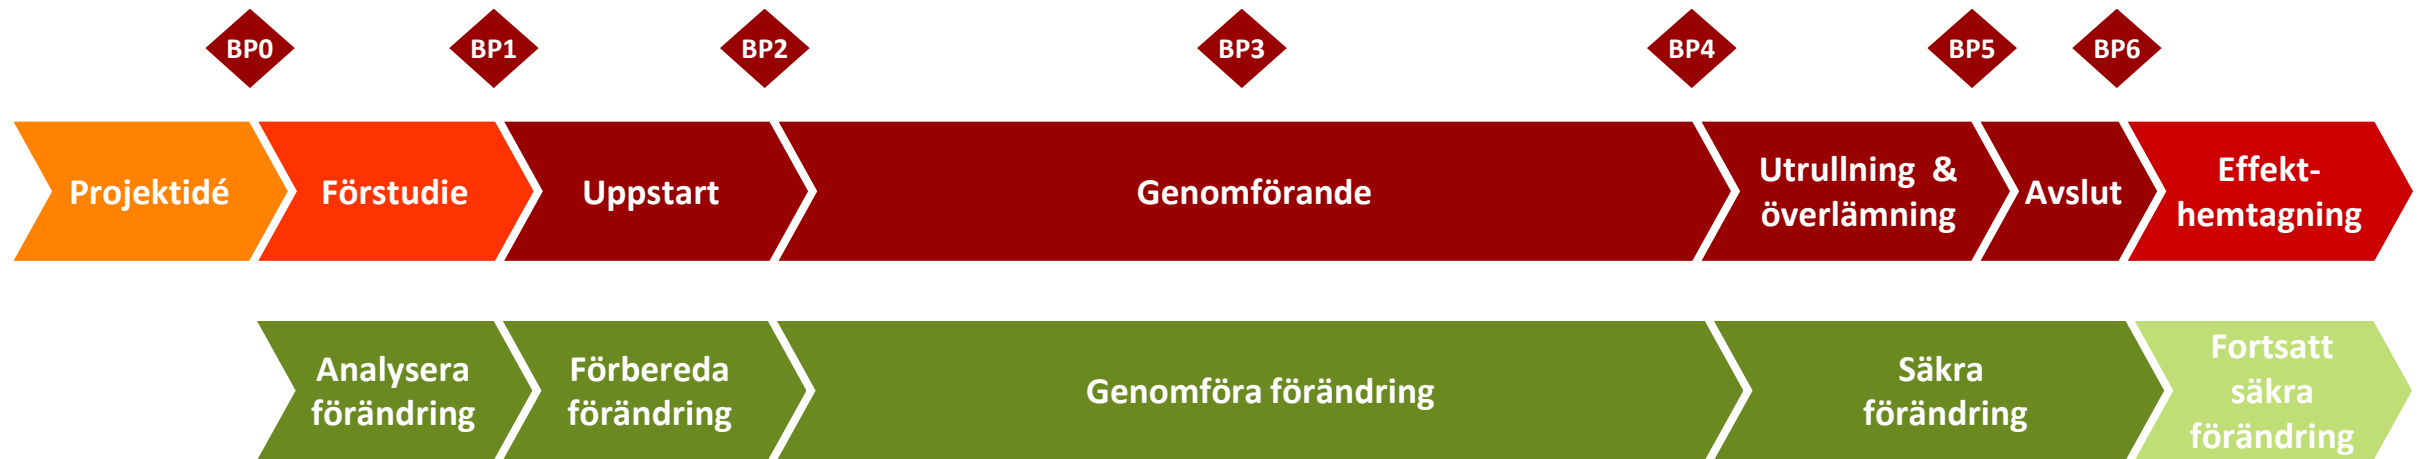 BP0
BP1
BP2
BP3
BP4
BP5
BP6
Projektidé
Förstudie
Uppstart
Genomförande
Utrullning &
överlämning
Avslut
Effekt-
hemtagning
Analysera
förändring
Förbereda
förändring
Genomföra förändring
Säkra
förändring
Fortsatt
säkra
förändring